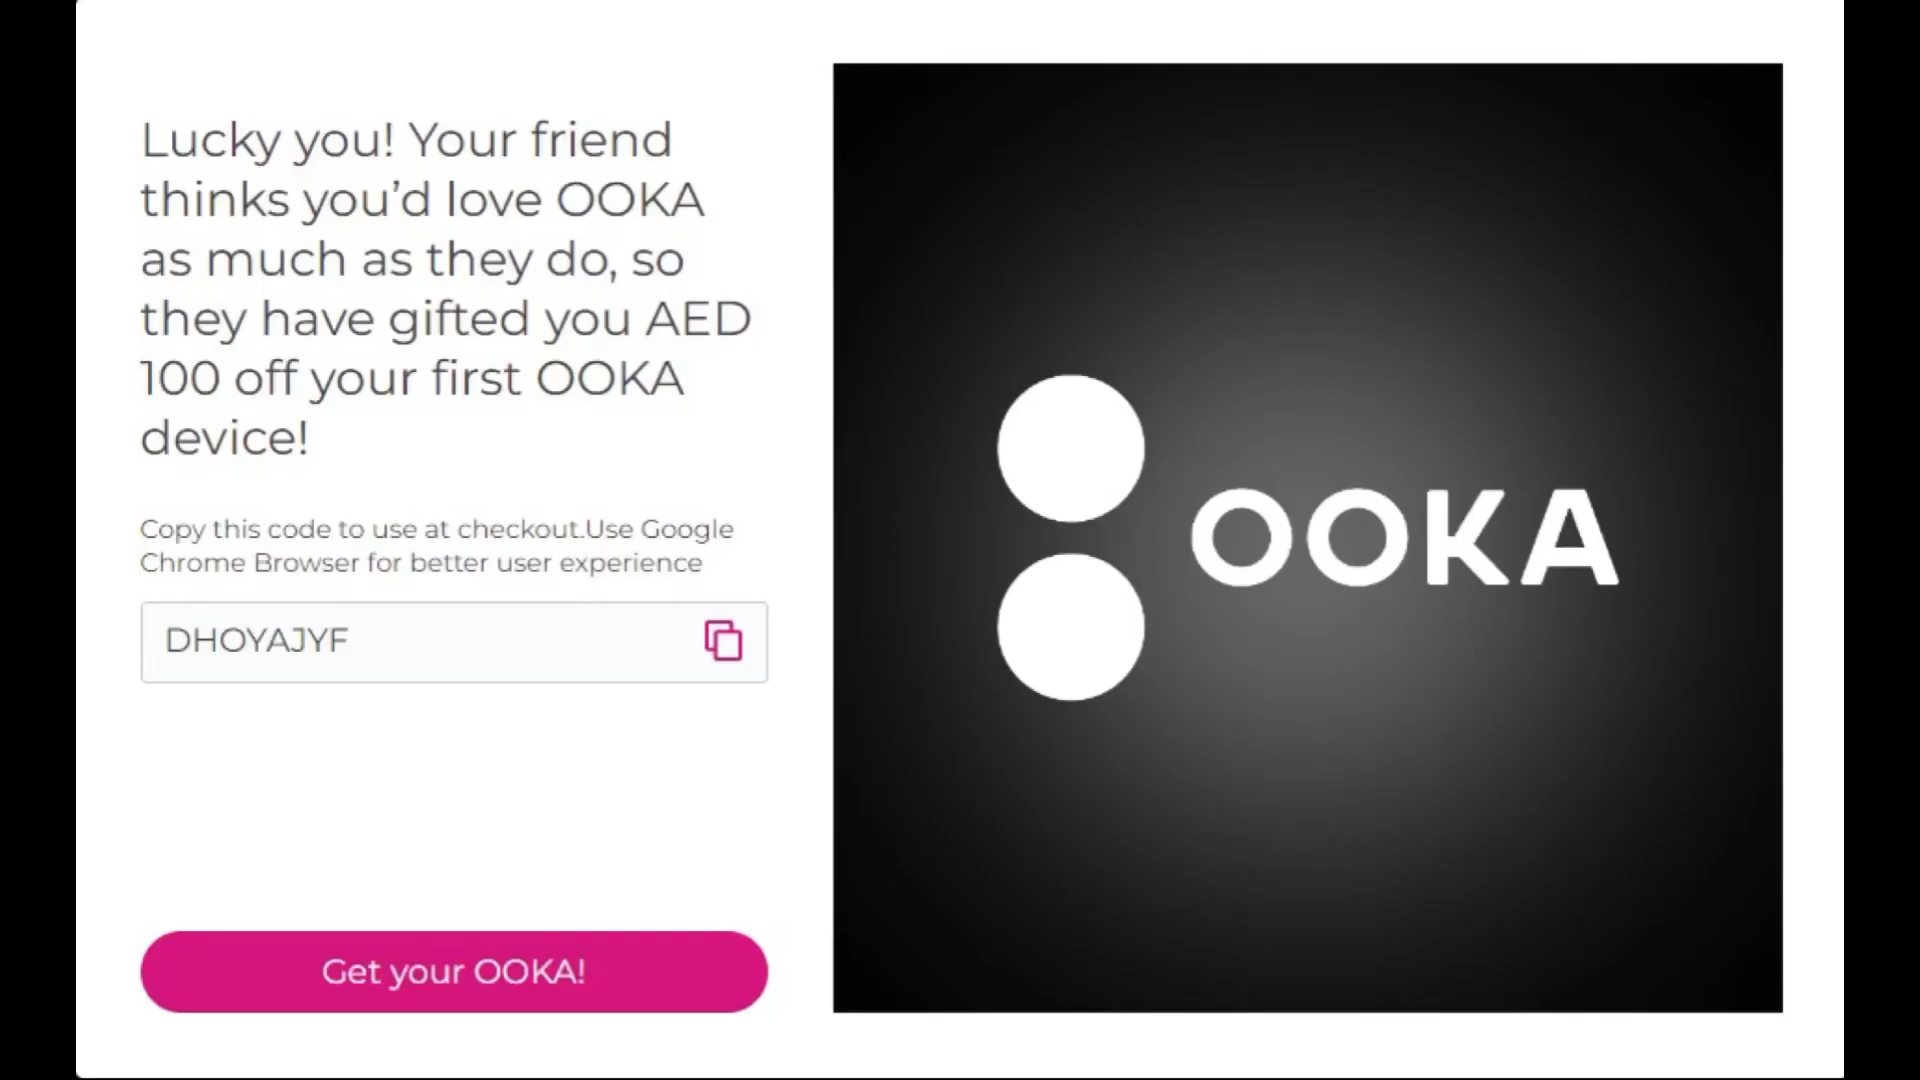 Lucky you! Your friend
thinks you’d love OOKA
as much as they do, so
they have gifted you AED
100 off your first OOKA
device!
Copy this code to use at checkout.Use Google
Chrome Browser for better user experience
DHOYAJYF
Get your OOKA!
OOKA